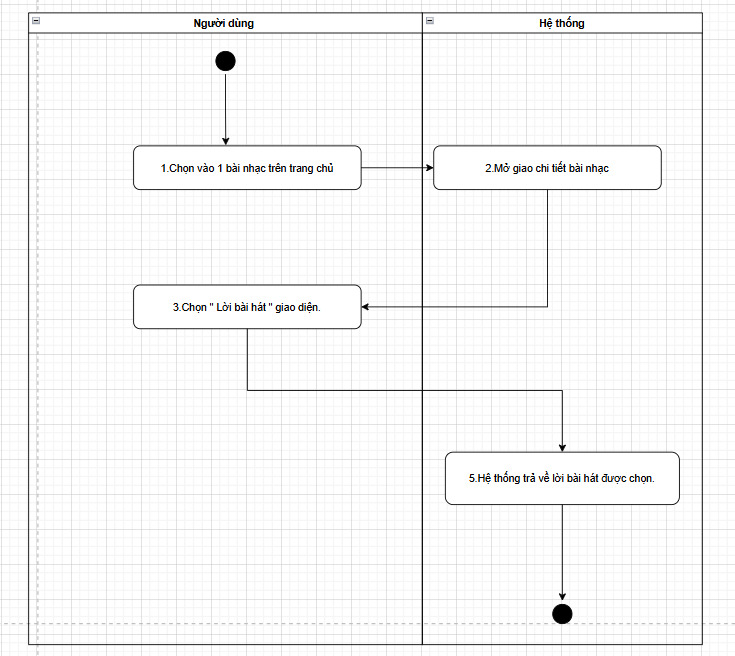 Người dùng
Hệ thống
1.Chọn vào 1 bài nhạc trên trang chủ
2.Mở giao chi tiết bài nhạc
3.Chọn " Lời bài hát " giao diện.
5.Hệ thống trả về lời bài hát được chọn.